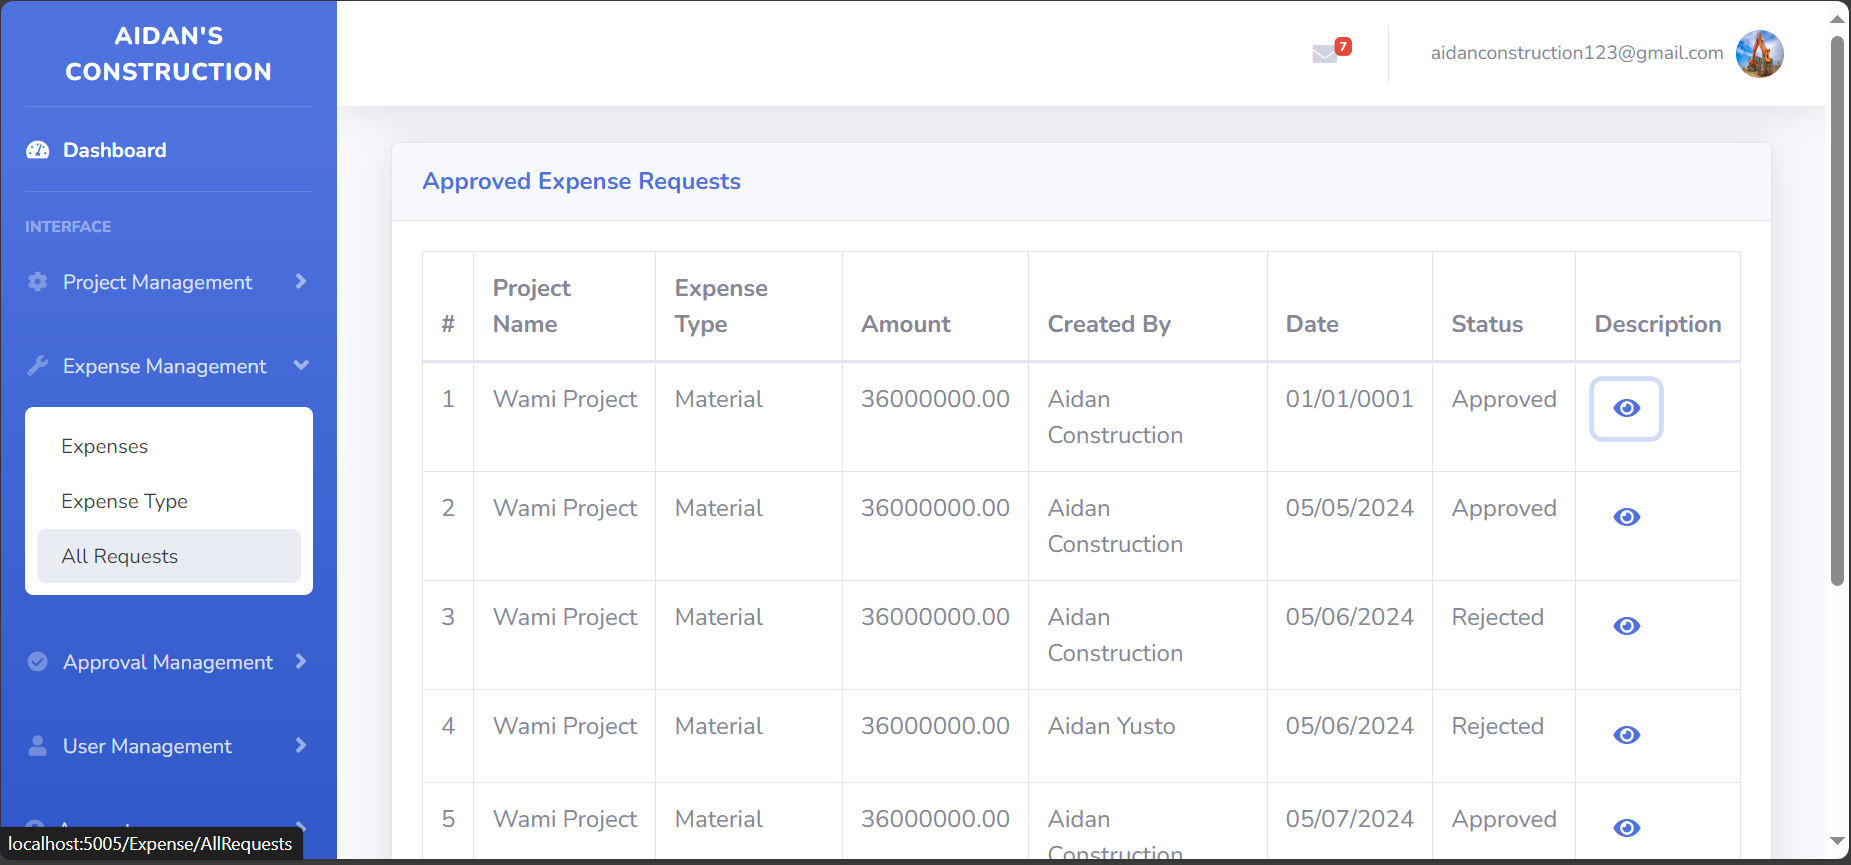 AIDAN'S
CONSTRUCTION
Dashboard
INTERFACE
Project Management
Expense Management
Expenses
Expense Type
All Requests
Approval Management
User Management
localhost:5005/Expense/AllRequests
7
aidanconstruction123@gmail.com
Approved Expense Requests
# Project Name Expense Type Amount Created By Date Status Description
1 Wami Project Material 36000000.00 Aidan Construction 01/01/0001 Approved
2 Wami Project Material 36000000.00 Aidan Construction 05/05/2024 Approved
3 Wami Project Material 36000000.00 Aidan Construction 05/06/2024 Rejected
4 Wami Project Material 36000000.00 Aidan Yusto 05/06/2024 Rejected
5 Wami Project Material 36000000.00 Aidan Construction 05/07/2024 Approved